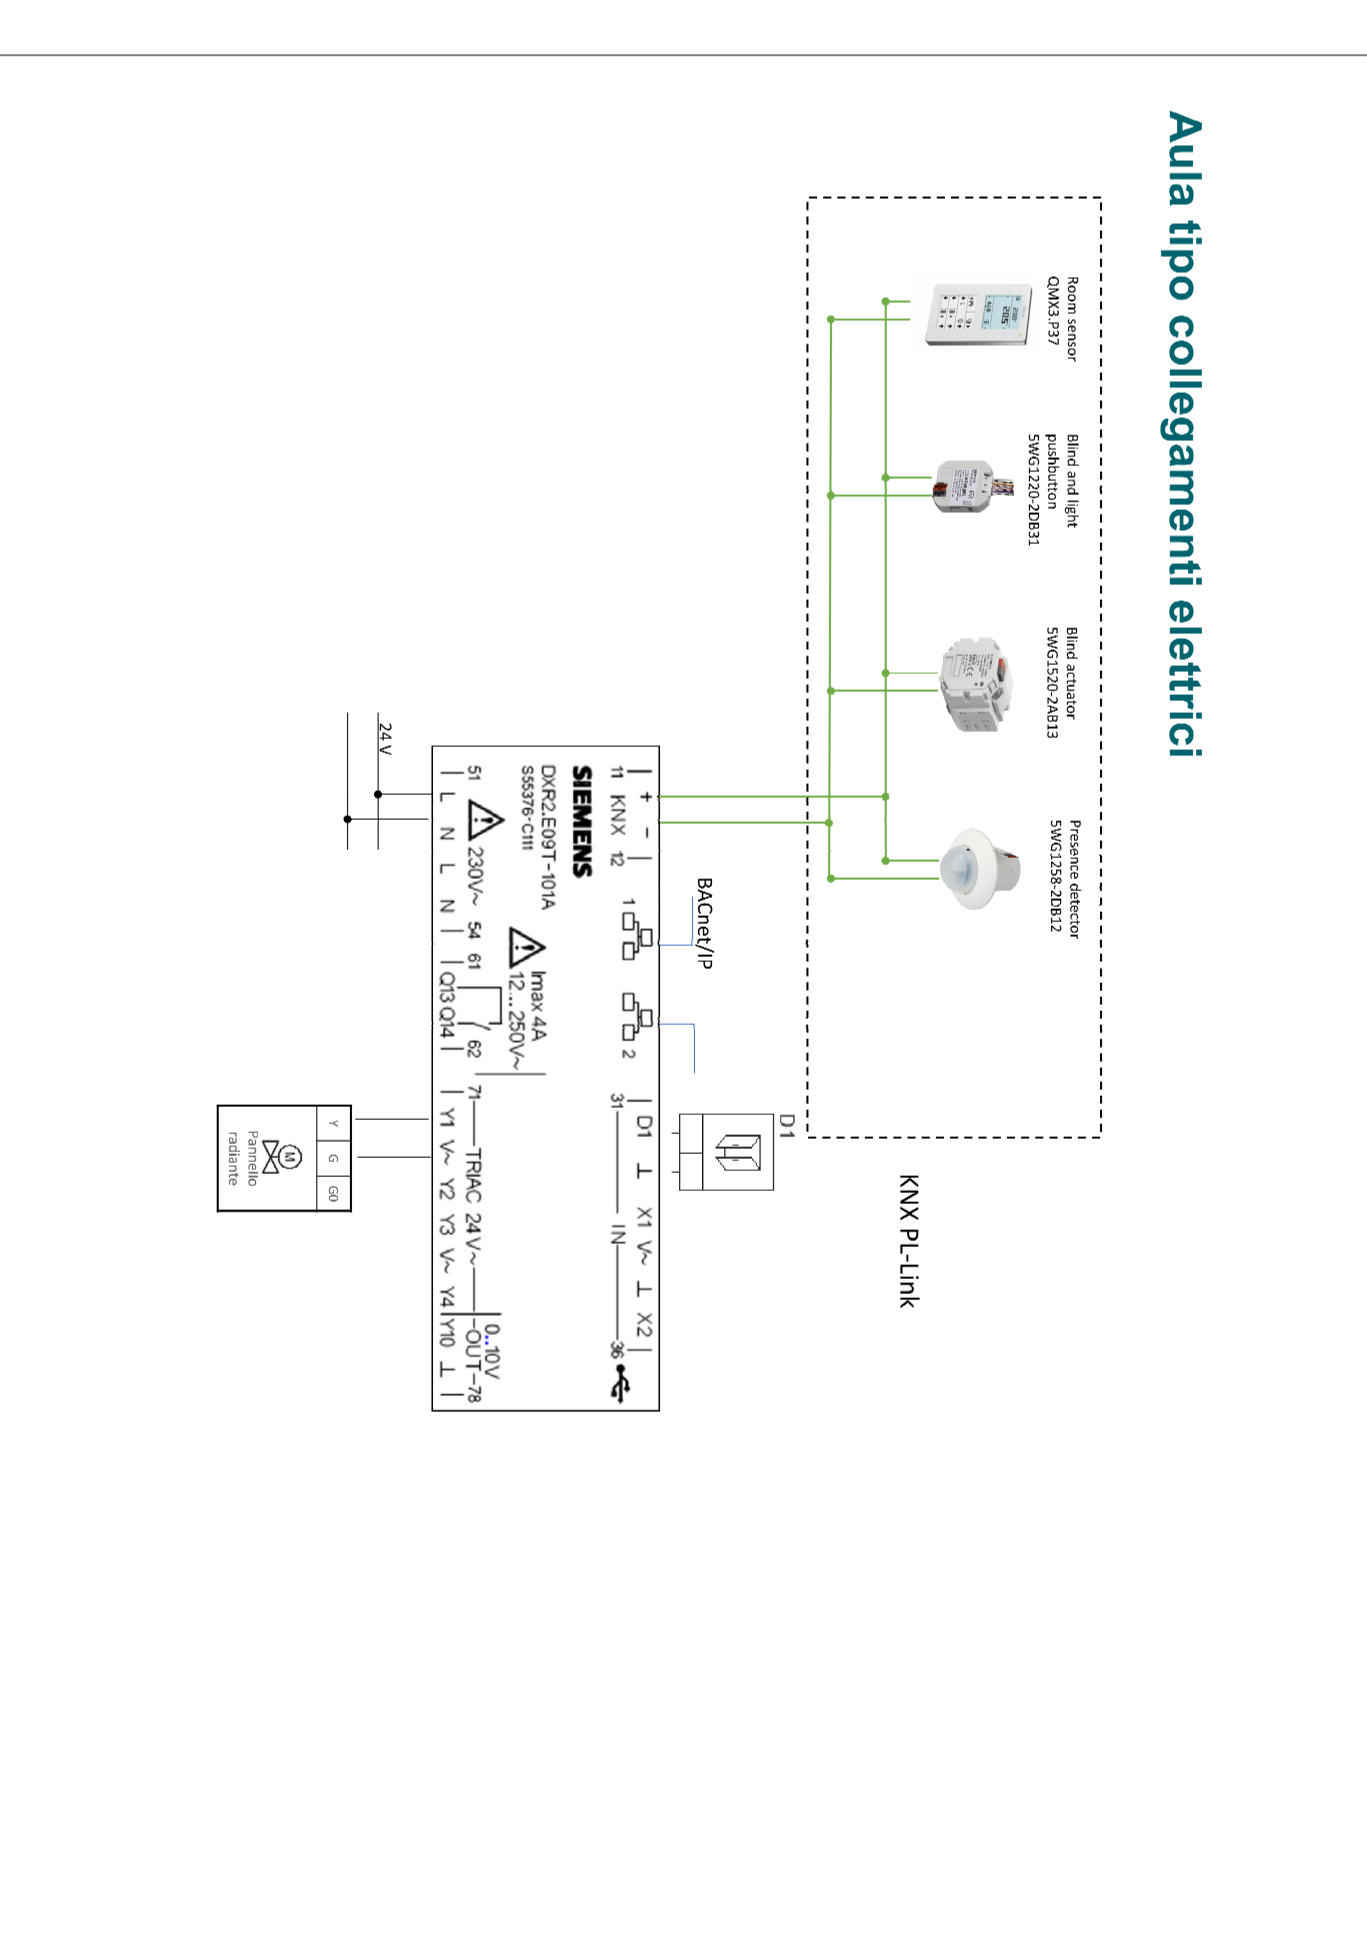 Aula tipo collegamenti elettrici
Room sensor
QMX3.P37
Blind and light
pushbutton
5WG1220-2DB31
Blind actuator
5WG1520-2AB13
Presence detector
5WG1258-2DB12
KNX PL-Link
BACnet/IP
D1
+ −
11 KNX 12
1
2
D1 ⊥ X1 V~ ⊥ X2
31 IN 36
SIEMENS
DXR2.E09T-101A
S55376-C111
Imax 4A
12... 250V~
51 230V~ 54 61 62
L N L N Q13 Q14
0..10V
71 TRIAC 24V~ -OUT-78
Y1 V~ Y2 Y3 V~ Y4 Y10 ⊥
24 V
Y G G0
M
Pannello
radiante